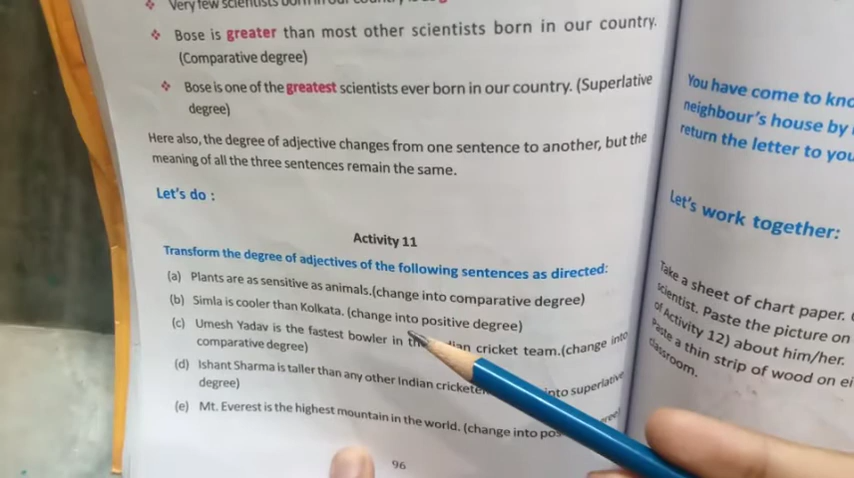 Very few scientists born in our
❖ Bose is greater than most other scientists born in our country.
(Comparative degree)
❖ Bose is one of the greatest scientists ever born in our country. (Superlative
degree)
Here also, the degree of adjective changes from one sentence to another, but the
meaning of all the three sentences remain the same.
Let's do :
Activity 11
Transform the degree of adjectives of the following sentences as directed:
(a) Plants are as sensitive as animals.(change into comparative degree)
(b) Simla is cooler than Kolkata. (change into positive degree)
(c) Umesh Yadav is the fastest bowler in cricket team.(change into
comparative degree)
(d) Ishant Sharma is taller than any other Indian into superlative
degree)
(e) Mt. Everest is the highest mountain in the world. (change into
96
You have come to
neighbour's house by
return the letter to
Let's work together:
Take a sheet of chart paper.
scientist. Paste the picture on
of Activity 12) about him/her.
Paste a thin strip of wood on
classroom.